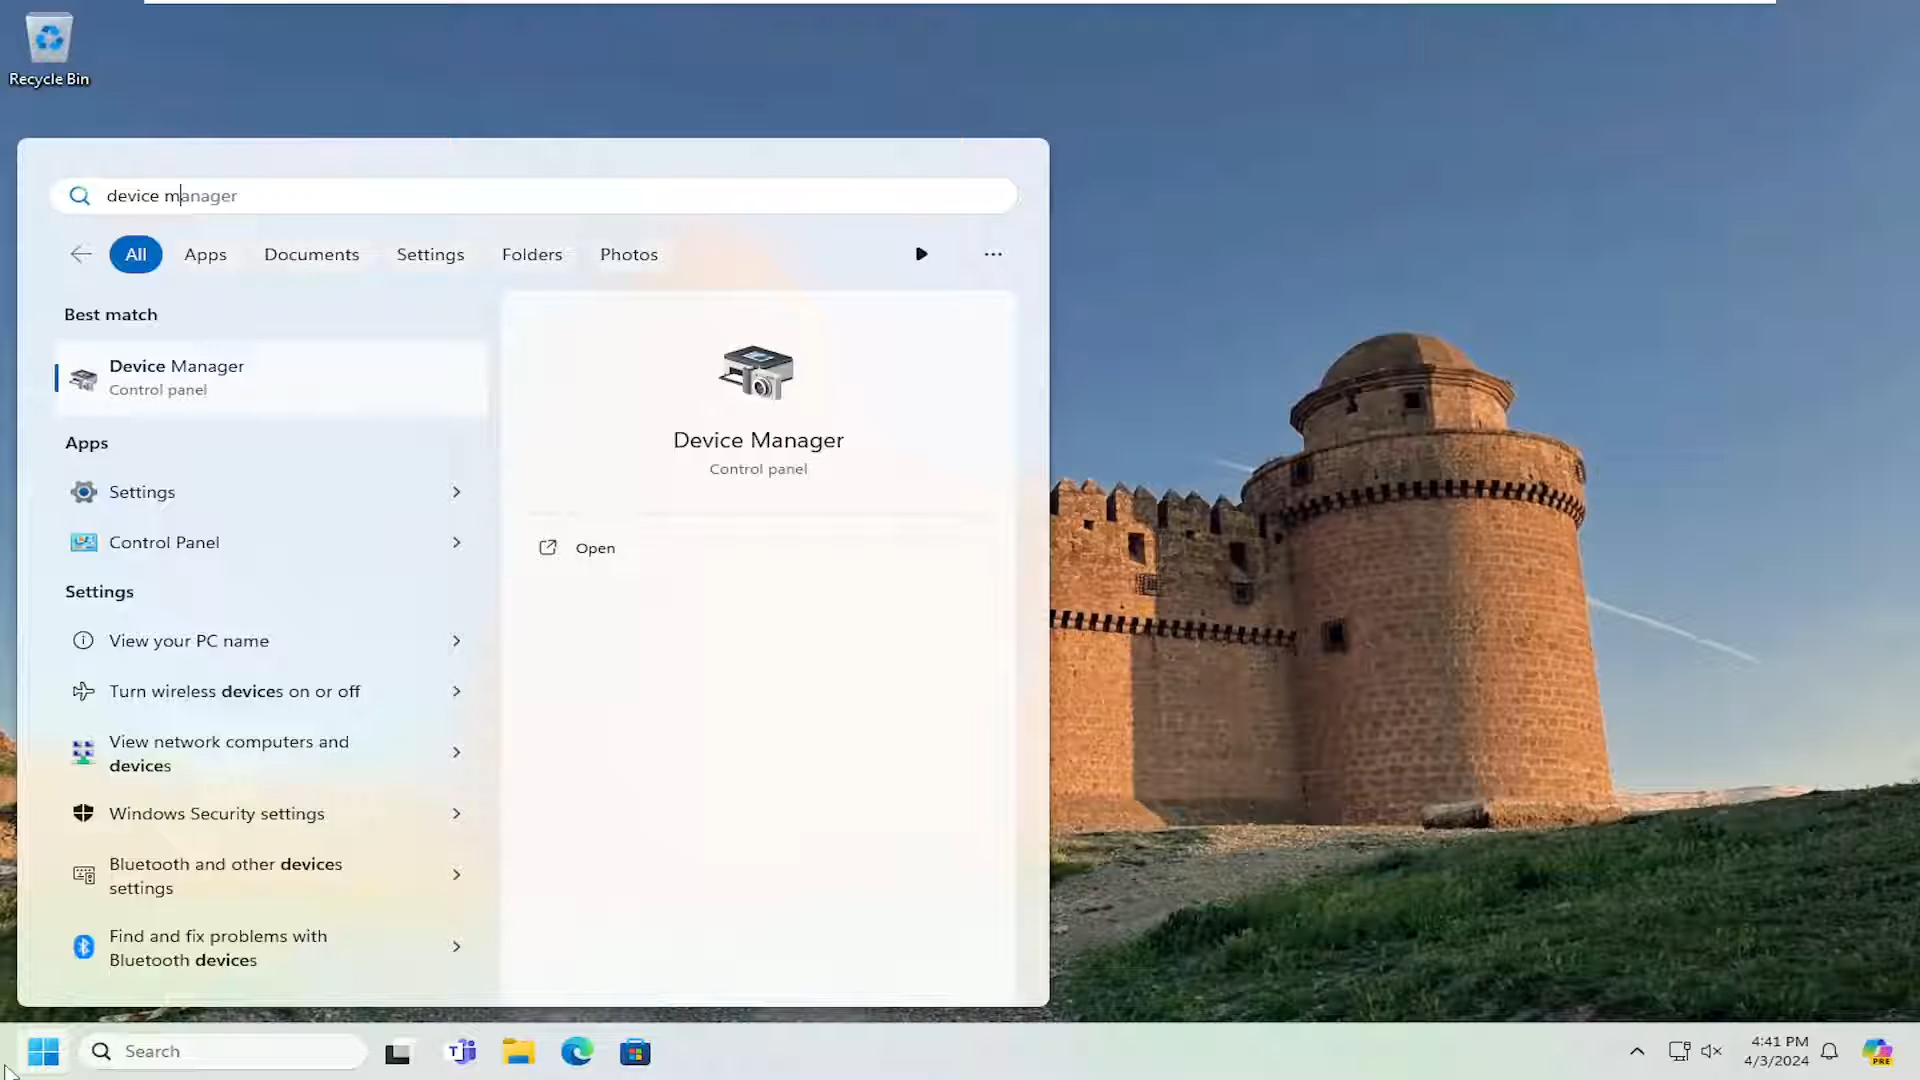 Recycle Bin
device manager
All
Apps
Documents
Settings
Folders
Photos
Best match
Device Manager
Control panel
Apps
Settings
Control Panel
Settings
View your PC name
Turn wireless devices on or off
View network computers and
devices
Windows Security settings
Bluetooth and other devices
settings
Find and fix problems with
Bluetooth devices
Device Manager
Control panel
Open
Search
4:41 PM
4/3/2024
PRE